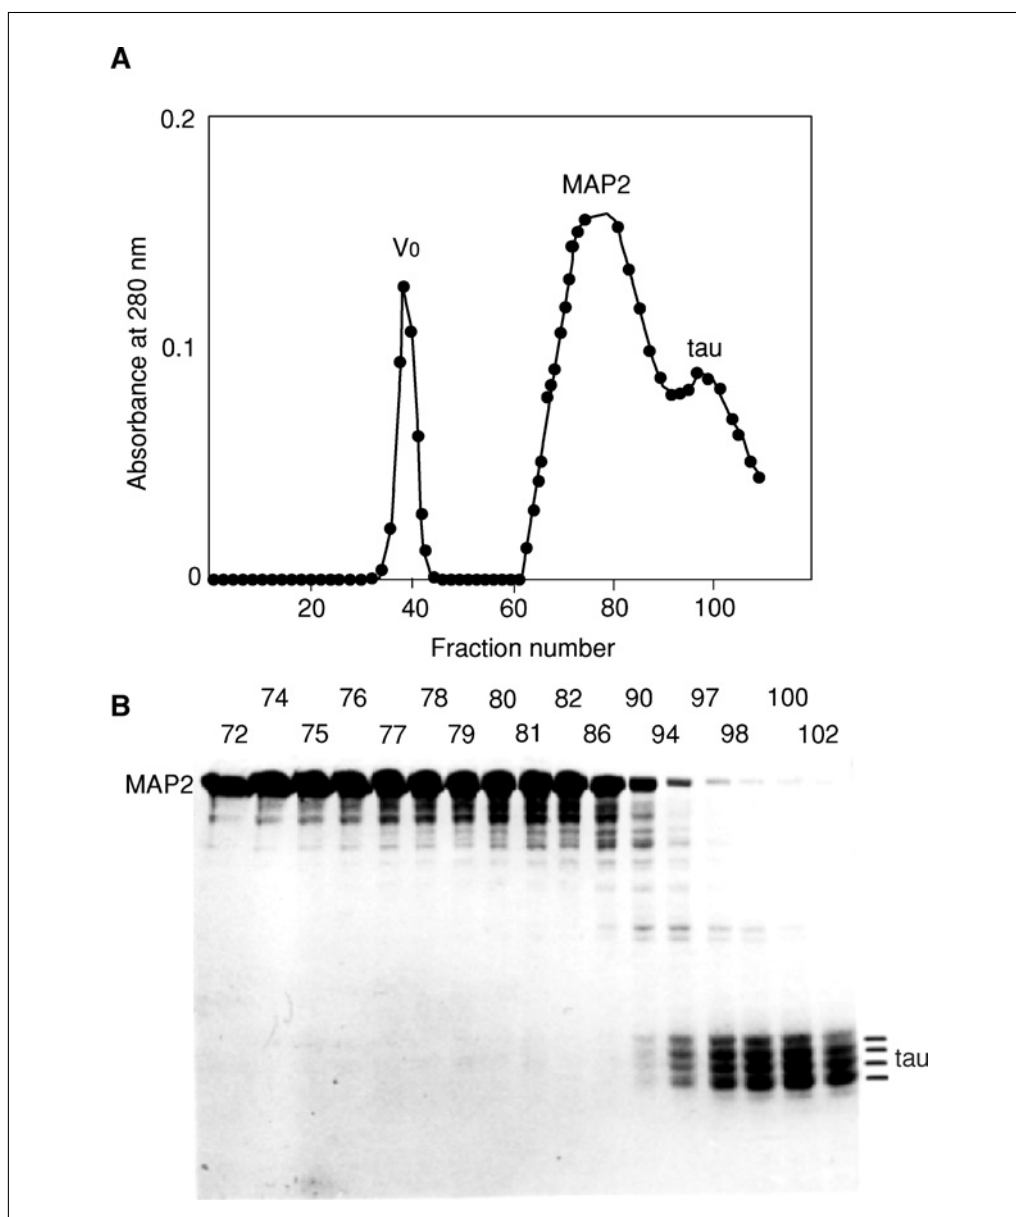 A
0.2
MAP2
V0
tau
0.1
0
Absorbance at 280 nm
20 40 60 80 100
Fraction number
B
74 76 78 80 82 90 97 100
72 75 77 79 81 86 94 98 102
MAP2
tau